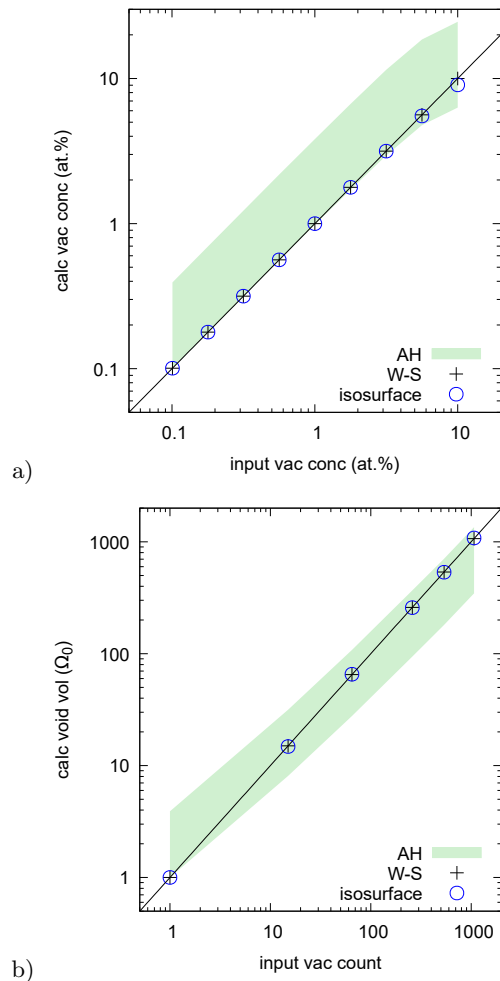 10
1
0.1
calc vac conc (at.%)
AH
W-S
isosurface
0.1 1 10
input vac conc (at.%)
a)
1000
100
10
1
calc void vol (Ω₀)
AH
W-S
isosurface
1 10 100 1000
input vac count
b)